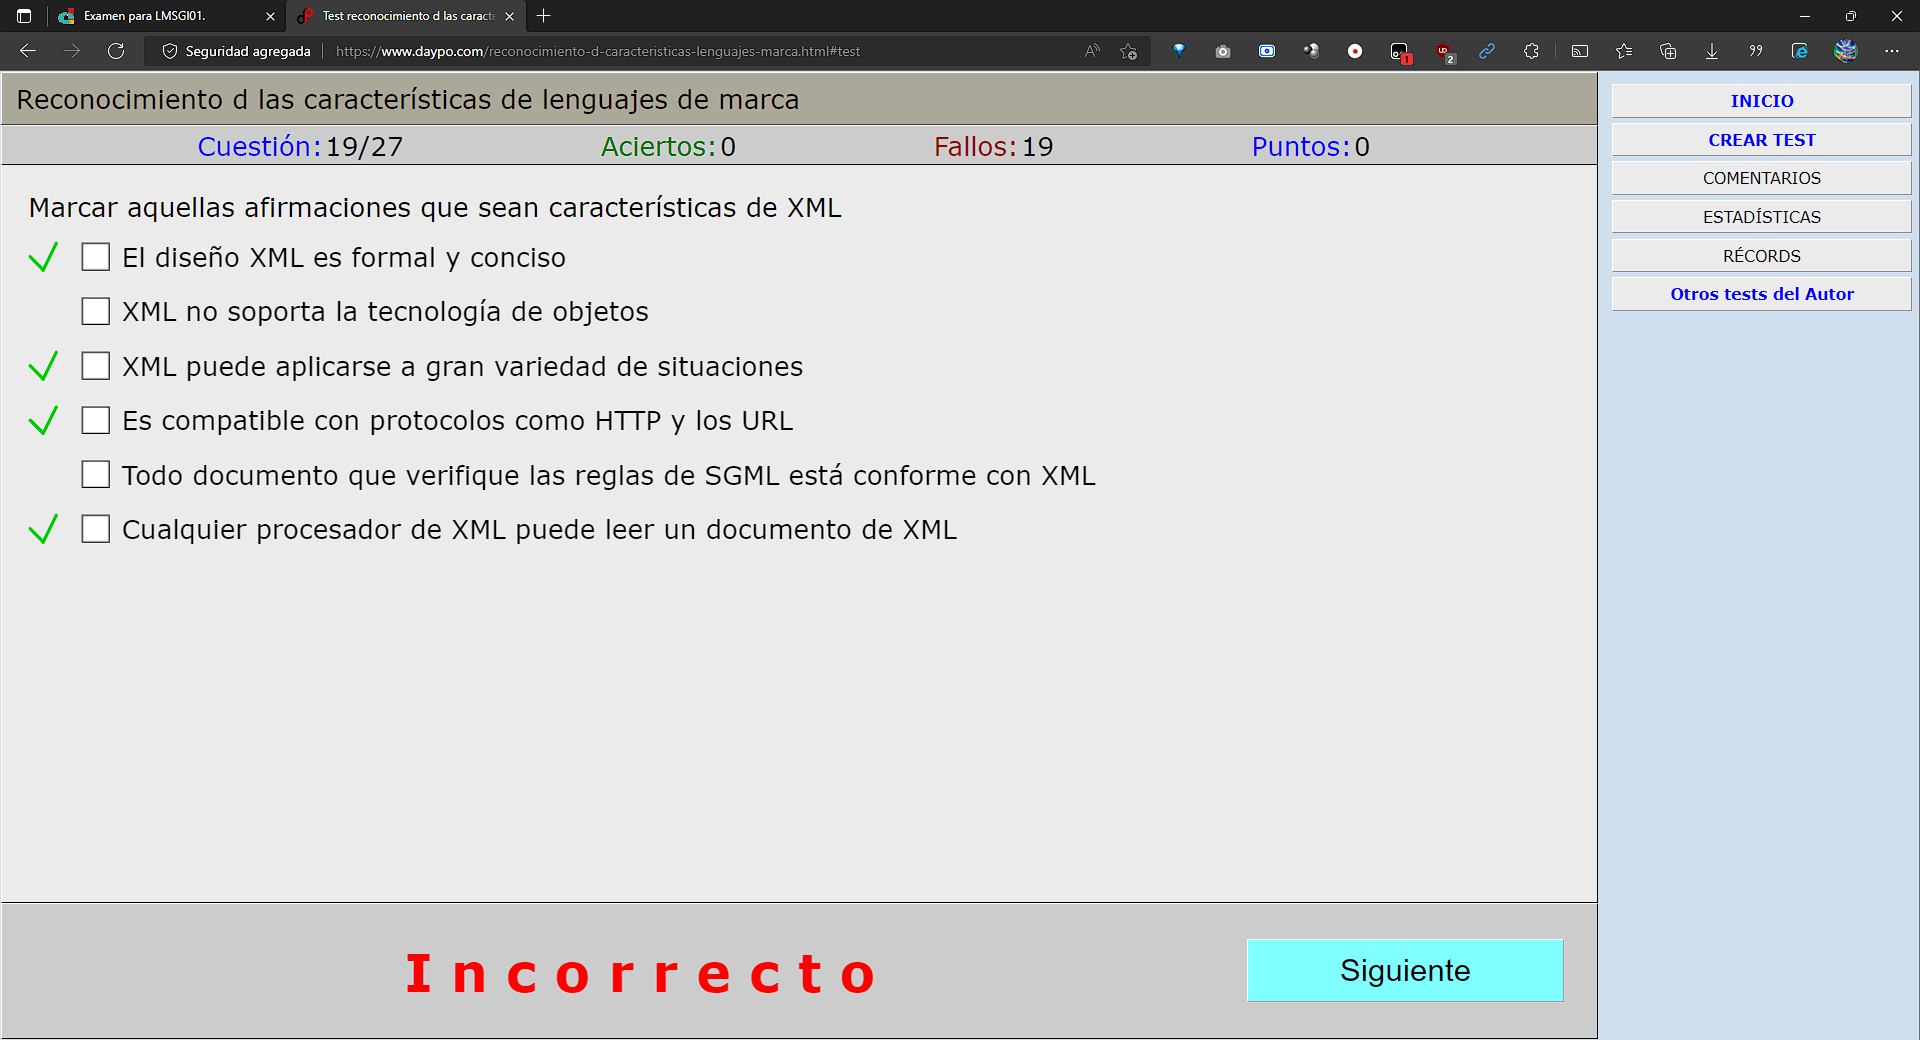 Examen para LMSGI01.
Test reconocimiento d las caracte
Seguridad agregada
https://www.daypo.com/reconocimiento-d-caracteristicas-lenguajes-marca.html#test
1
2
Reconocimiento d las características de lenguajes de marca
Cuestión: 19/27 Aciertos: 0 Fallos: 19 Puntos: 0
Marcar aquellas afirmaciones que sean características de XML
El diseño XML es formal y conciso
XML no soporta la tecnología de objetos
XML puede aplicarse a gran variedad de situaciones
Es compatible con protocolos como HTTP y los URL
Todo documento que verifique las reglas de SGML está conforme con XML
Cualquier procesador de XML puede leer un documento de XML
Incorrecto
Siguiente
INICIO
CREAR TEST
COMENTARIOS
ESTADÍSTICAS
RÉCORDS
Otros tests del Autor